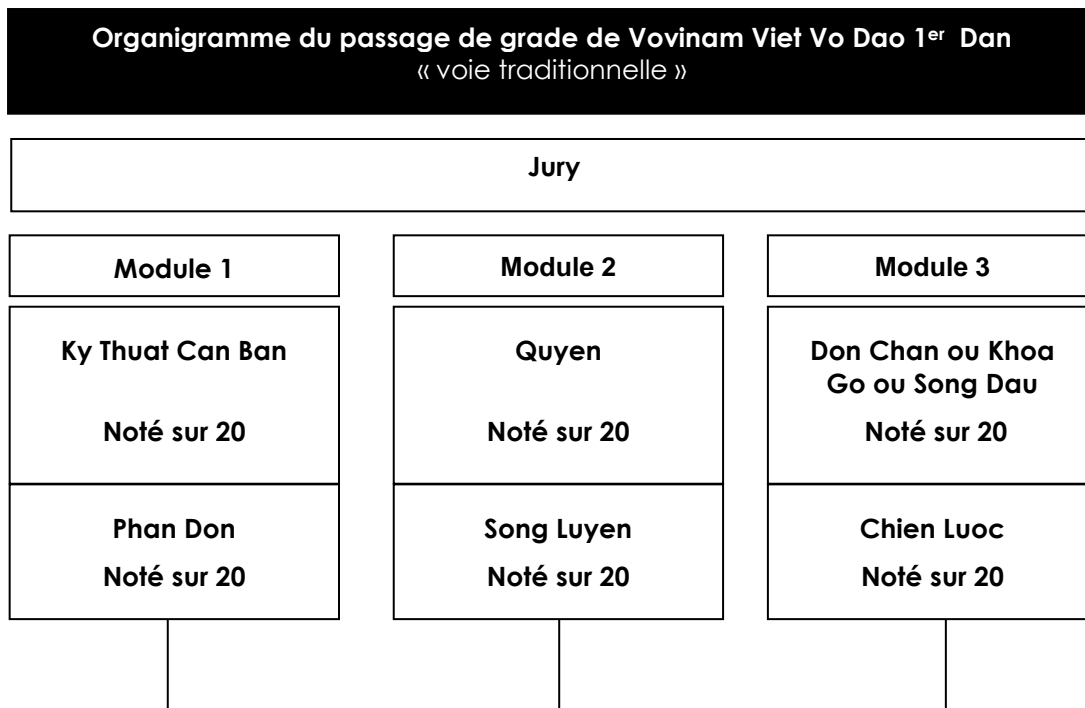 Organigramme du passage de grade de Vovinam Viet Vo Dao 1er Dan
« voie traditionnelle »
Jury
Module 1
Module 2
Module 3
Ky Thuat Can Ban
Noté sur 20
Quyen
Noté sur 20
Don Chan ou Khoa
Go ou Song Dau
Noté sur 20
Phan Don
Noté sur 20
Song Luyen
Noté sur 20
Chien Luoc
Noté sur 20